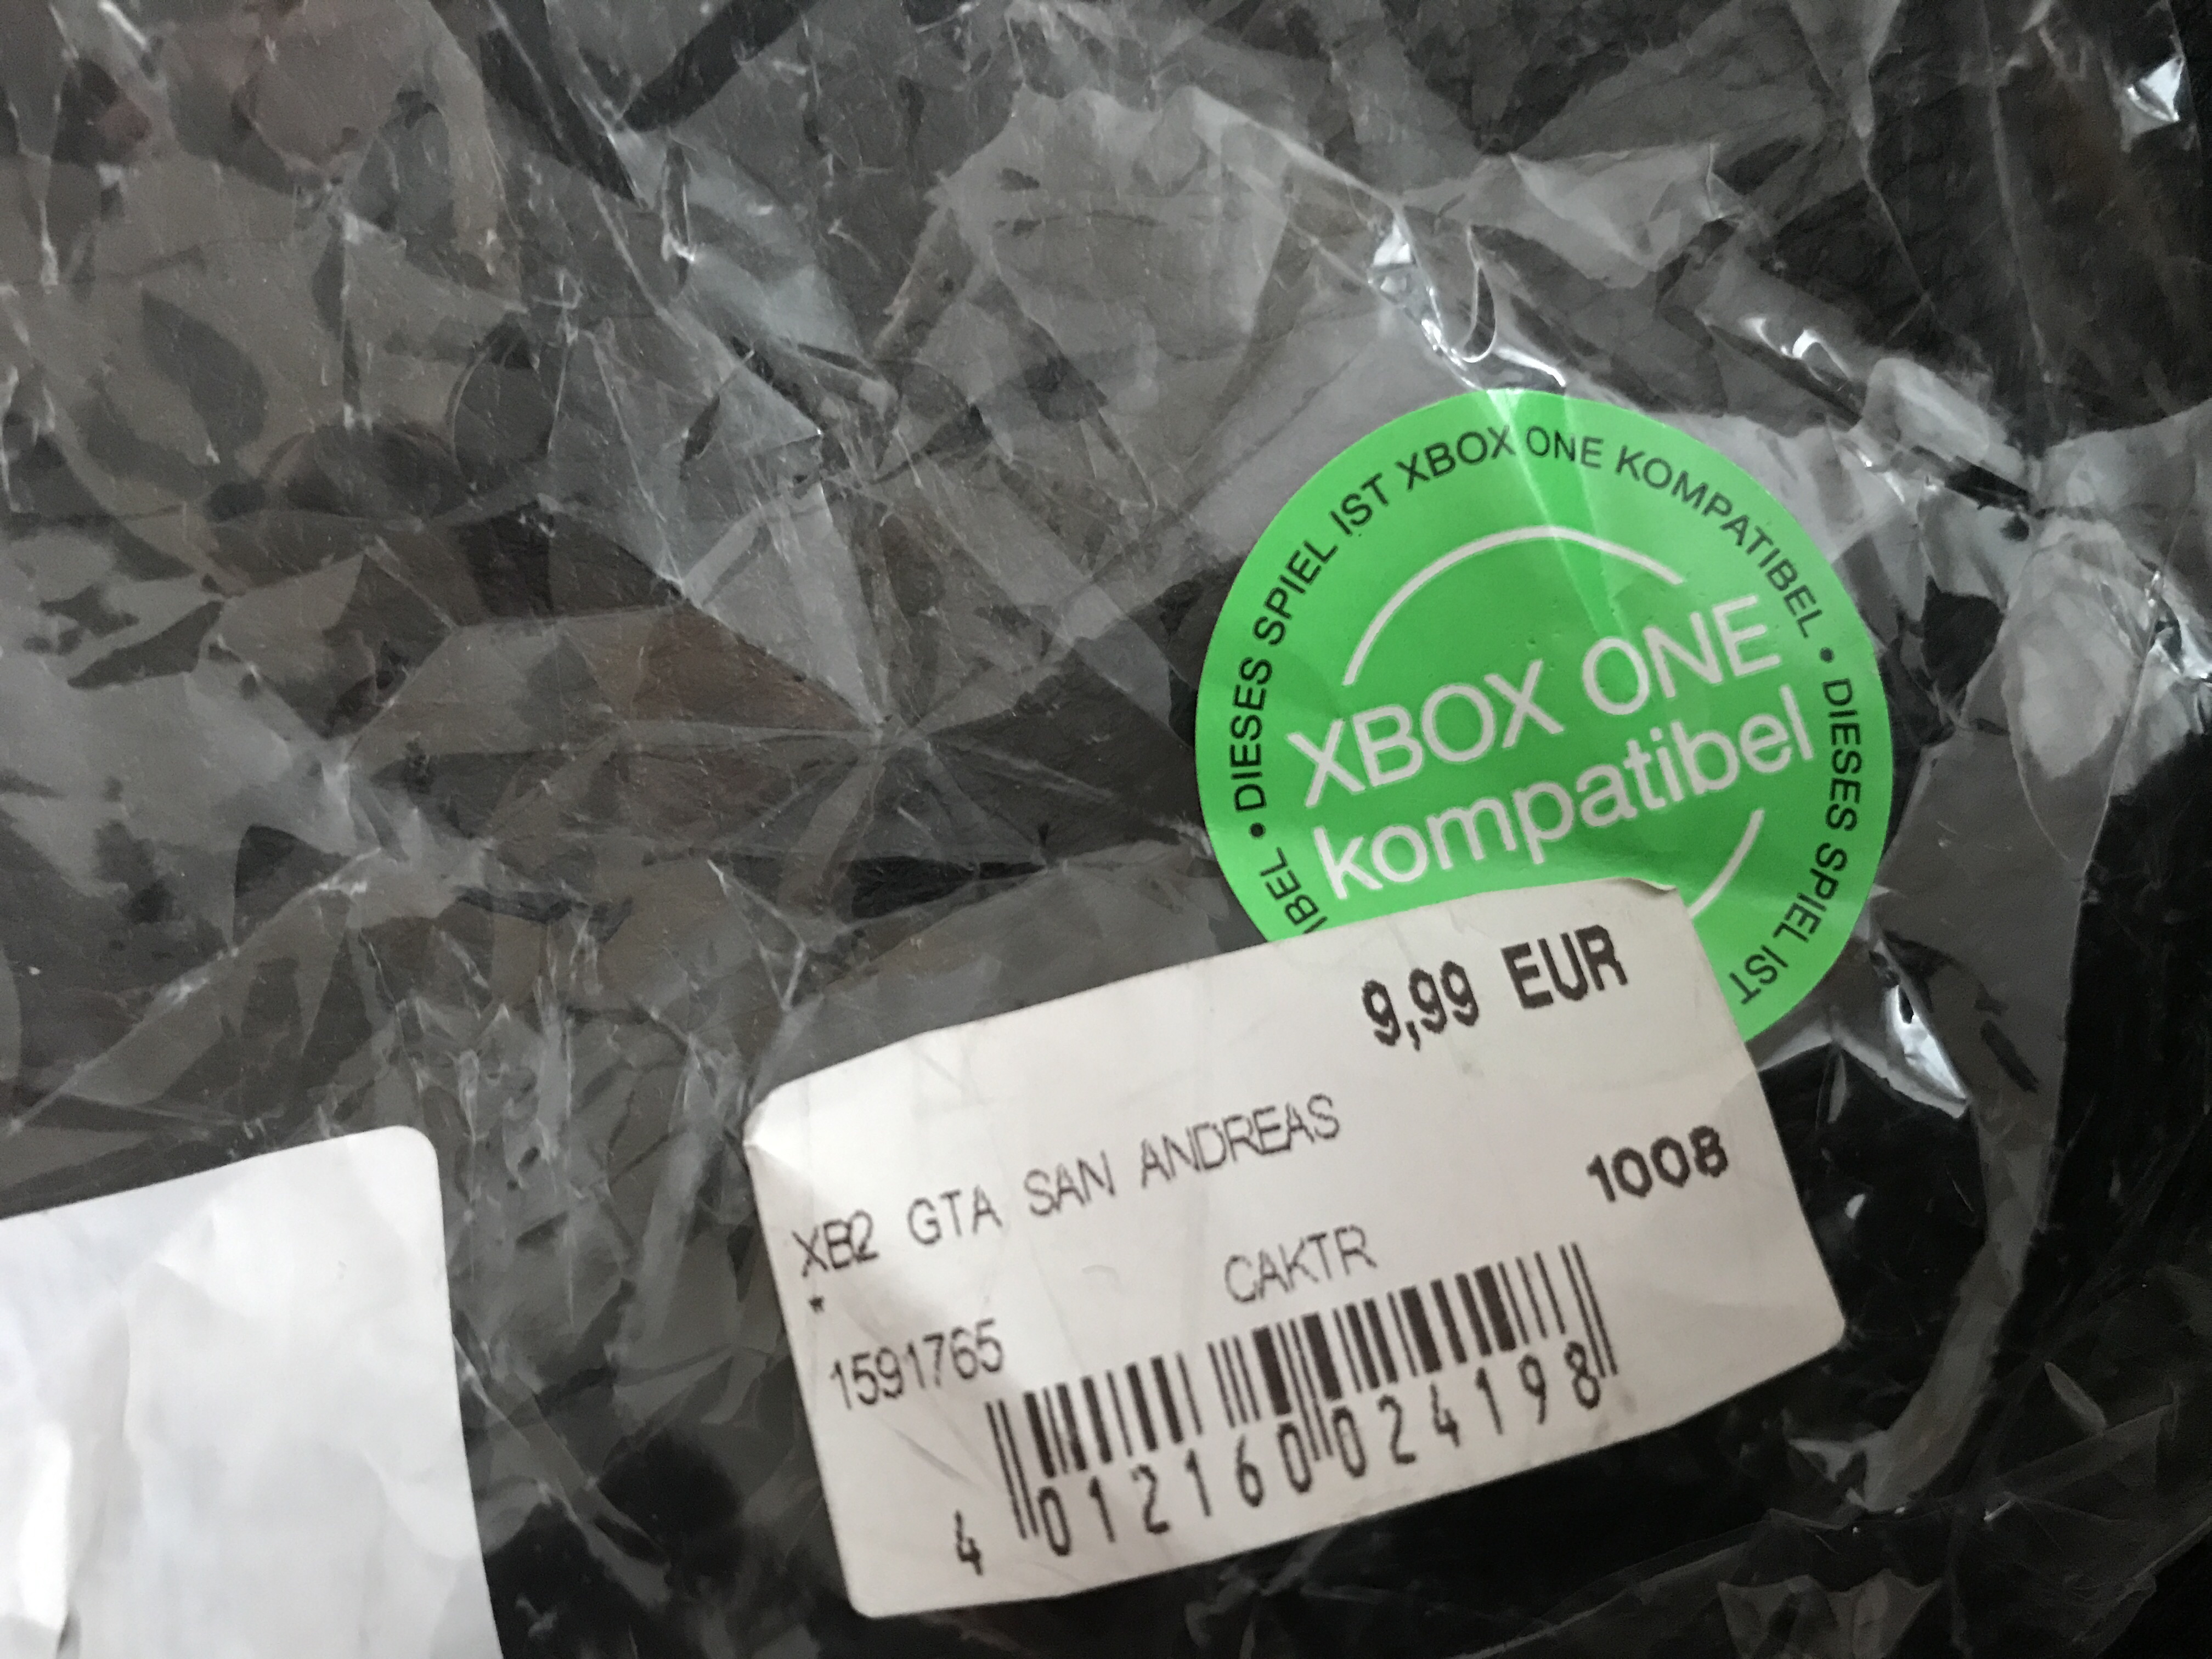 DIESES SPIEL IST XBOX ONE KOMPATIBEL • DIESES SPIEL IST
IBEL •
XBOX ONE
kompatibel
9,99 EUR
XB2 GTA SAN ANDREAS
*
1008
CAKTR
1591765
4 012160 024198